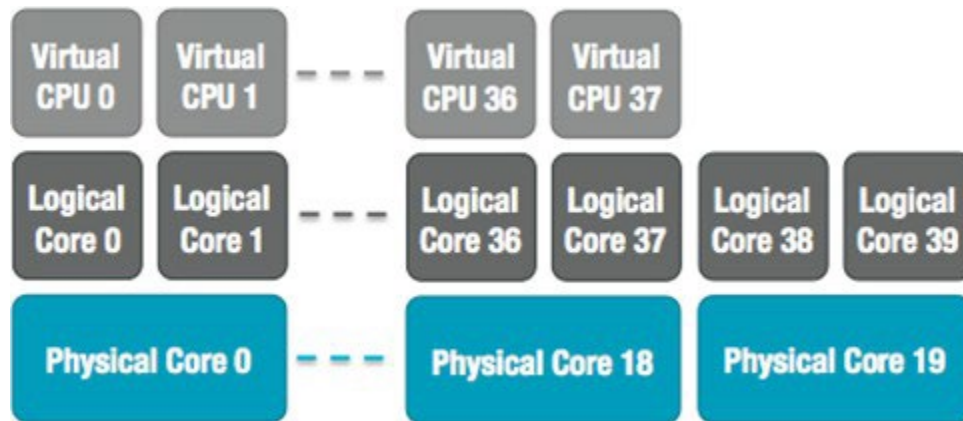 Virtual CPU 0
Virtual CPU 1
Virtual CPU 36
Virtual CPU 37
Logical Core 0
Logical Core 1
Logical Core 36
Logical Core 37
Logical Core 38
Logical Core 39
Physical Core 0
Physical Core 18
Physical Core 19